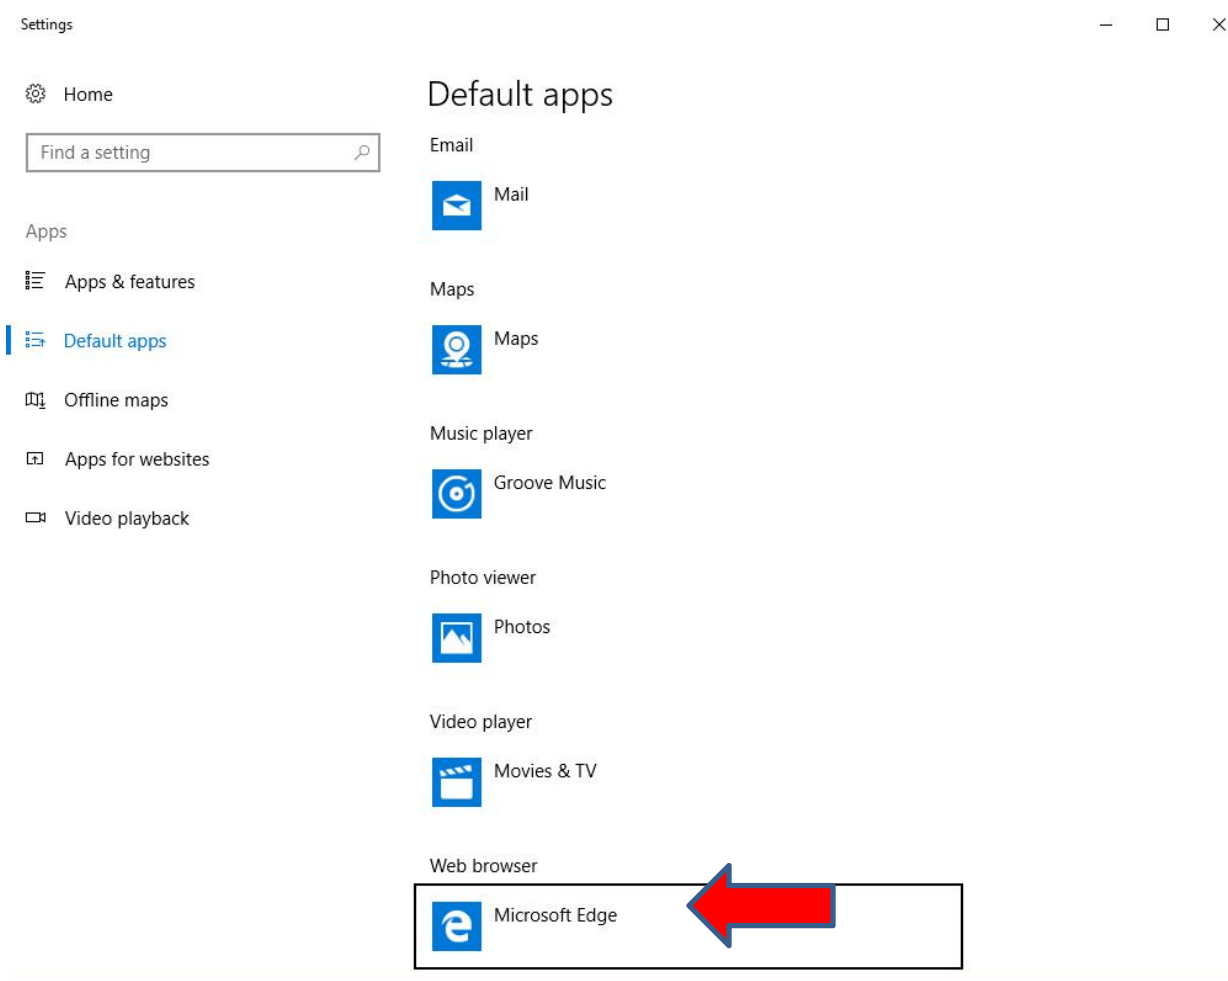 Settings
Home
Find a setting
Apps
Apps & features
Default apps
Offline maps
Apps for websites
Video playback
Default apps
Email
Mail
Maps
Maps
Music player
Groove Music
Photo viewer
Photos
Video player
Movies & TV
Web browser
Microsoft Edge